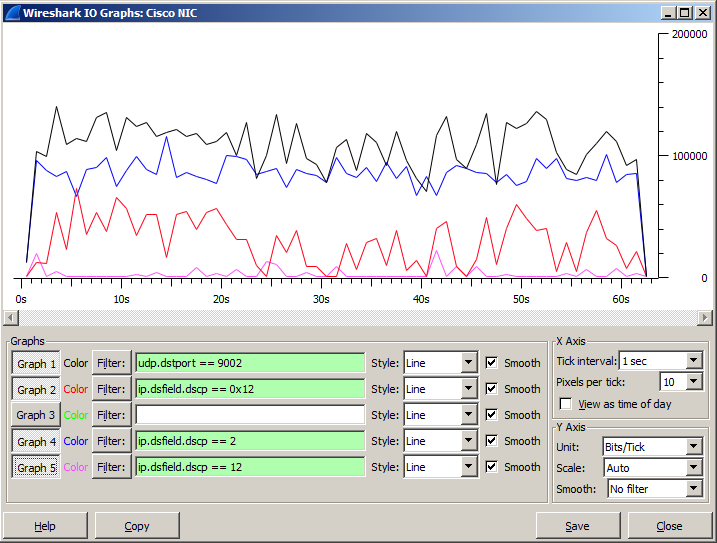 Wireshark IO Graphs: Cisco NIC
200000
100000
0
0s 10s 20s 30s 40s 50s 60s
Graphs
Graph 1 Color Filter: udp.dstport == 9002 Style: Line Smooth
Graph 2 Color Filter: ip.dsfield.dscp == 0x12 Style: Line Smooth
Graph 3 Color Filter: Style: Line Smooth
Graph 4 Color Filter: ip.dsfield.dscp == 2 Style: Line Smooth
Graph 5 Color Filter: ip.dsfield.dscp == 12 Style: Line Smooth
X Axis
Tick interval: 1 sec
Pixels per tick: 10
View as time of day
Y Axis
Unit: Bits/Tick
Scale: Auto
Smooth: No filter
Help Copy Save Close